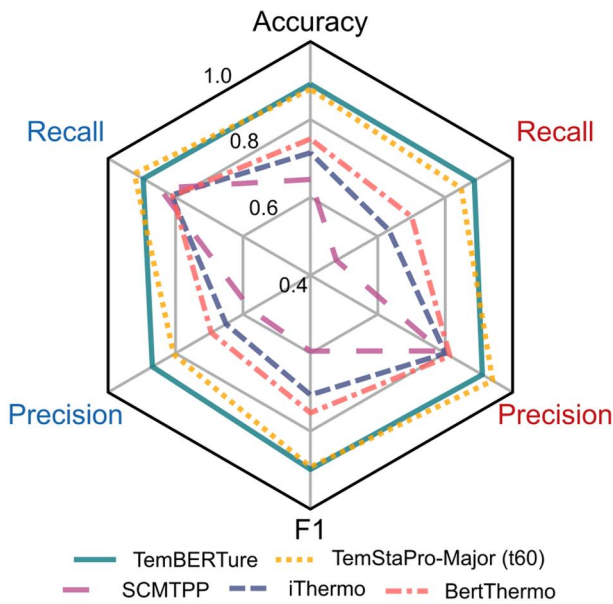 Accuracy
1.0
Recall
Recall
0.8
0.6
0.4
Precision
Precision
F1
TemBERTure
TemStaPro-Major (t60)
SCMTPP
iThermo
BertThermo